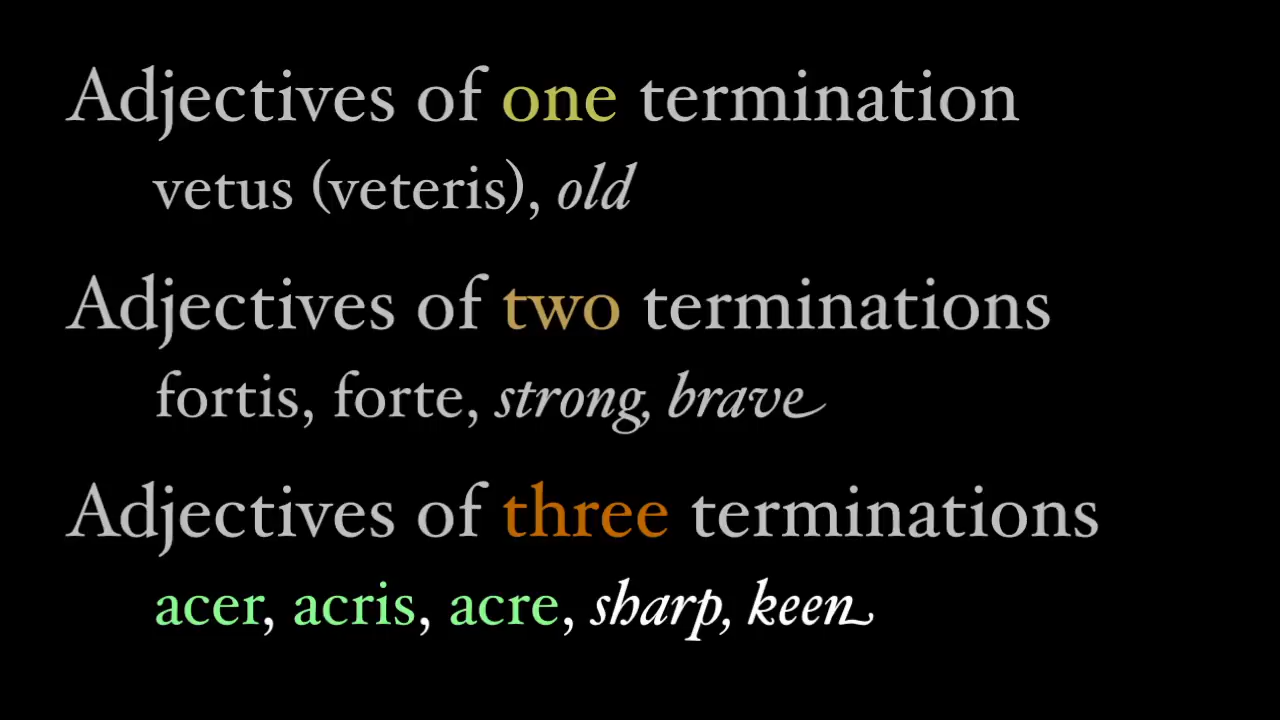 Adjectives of one termination
vetus (veteris), old
Adjectives of two terminations
fortis, forte, strong, brave
Adjectives of three terminations
acer, acris, acre, sharp, keen